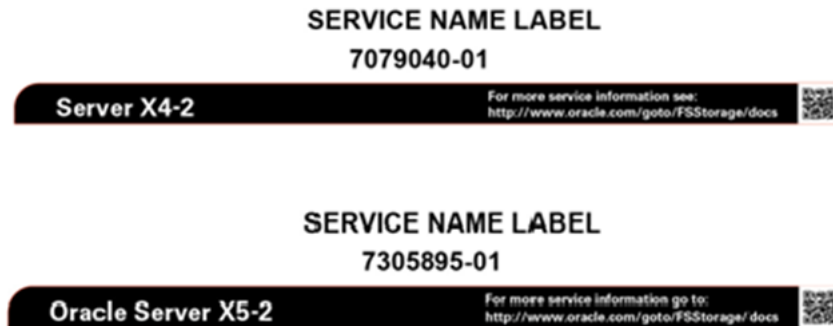 SERVICE NAME LABEL
7079040-01
Server X4-2
For more service information see:
http://www.oracle.com/goto/FSStorage/docs
SERVICE NAME LABEL
7305895-01
Oracle Server X5-2
For more service information go to:
http://www.oracle.com/goto/FSStorage/docs